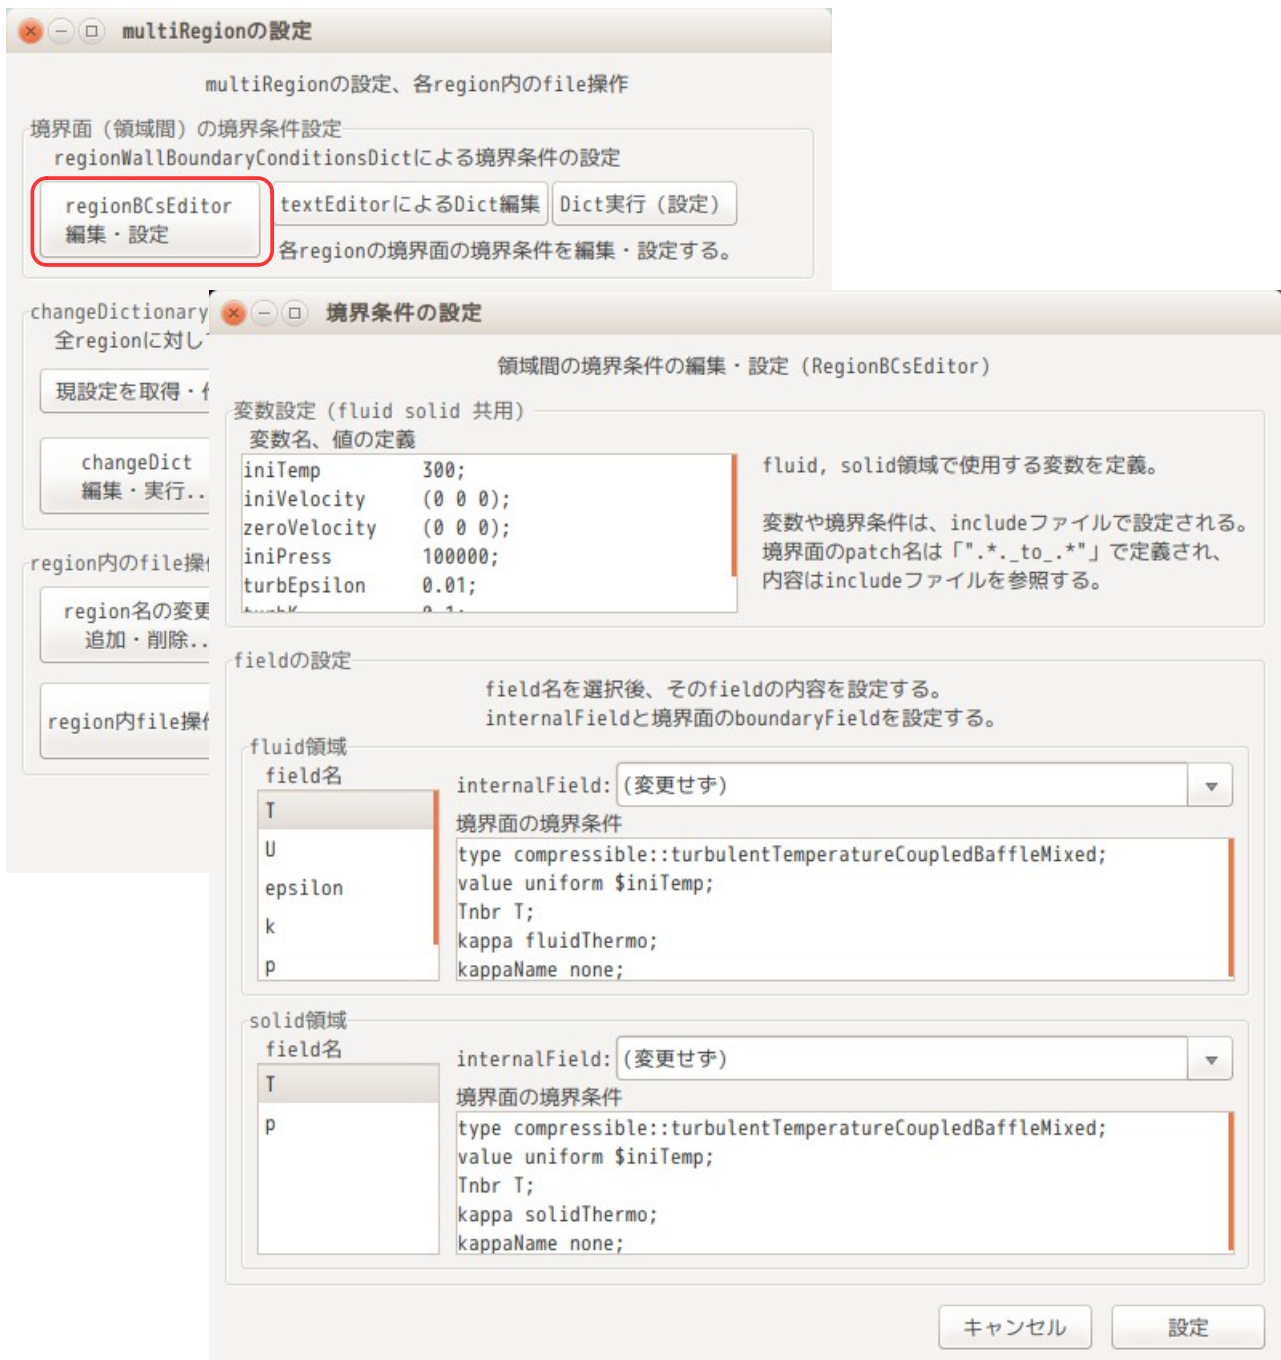 multiRegionの設定
multiRegionの設定、各region内のfile操作
境界面（領域間）の境界条件設定
regionWallBoundaryConditionsDictによる境界条件の設定
regionBCsEditor
編集・設定
textEditorによるDict編集
Dict実行（設定）
各regionの境界面の境界条件を編集・設定する。
changeDictionary
全regionに対し
現設定を取得・
changeDict
編集・実行..
region内のfile操
region名の変更
追加・削除..
region内file操
境界条件の設定
領域間の境界条件の編集・設定 (RegionBCsEditor)
変数設定 (fluid solid 共用)
変数名、値の定義
iniTemp 300;
iniVelocity (0 0 0);
zeroVelocity (0 0 0);
iniPress 100000;
turbEpsilon 0.01;
fluid, solid領域で使用する変数を定義。
変数や境界条件は、includeファイルで設定される。
境界面のpatch名は「".*._to_.*"」で定義され、
内容はincludeファイルを参照する。
fieldの設定
field名を選択後、そのfieldの内容を設定する。
internalFieldと境界面のboundaryFieldを設定する。
fluid領域
field名
T
U
epsilon
k
p
internalField: (変更せず)
境界面の境界条件
type compressible::turbulentTemperatureCoupledBaffleMixed;
value uniform $iniTemp;
Tnbr T;
kappa fluidThermo;
kappaName none;
solid領域
field名
T
p
internalField: (変更せず)
境界面の境界条件
type compressible::turbulentTemperatureCoupledBaffleMixed;
value uniform $iniTemp;
Tnbr T;
kappa solidThermo;
kappaName none;
キャンセル
設定